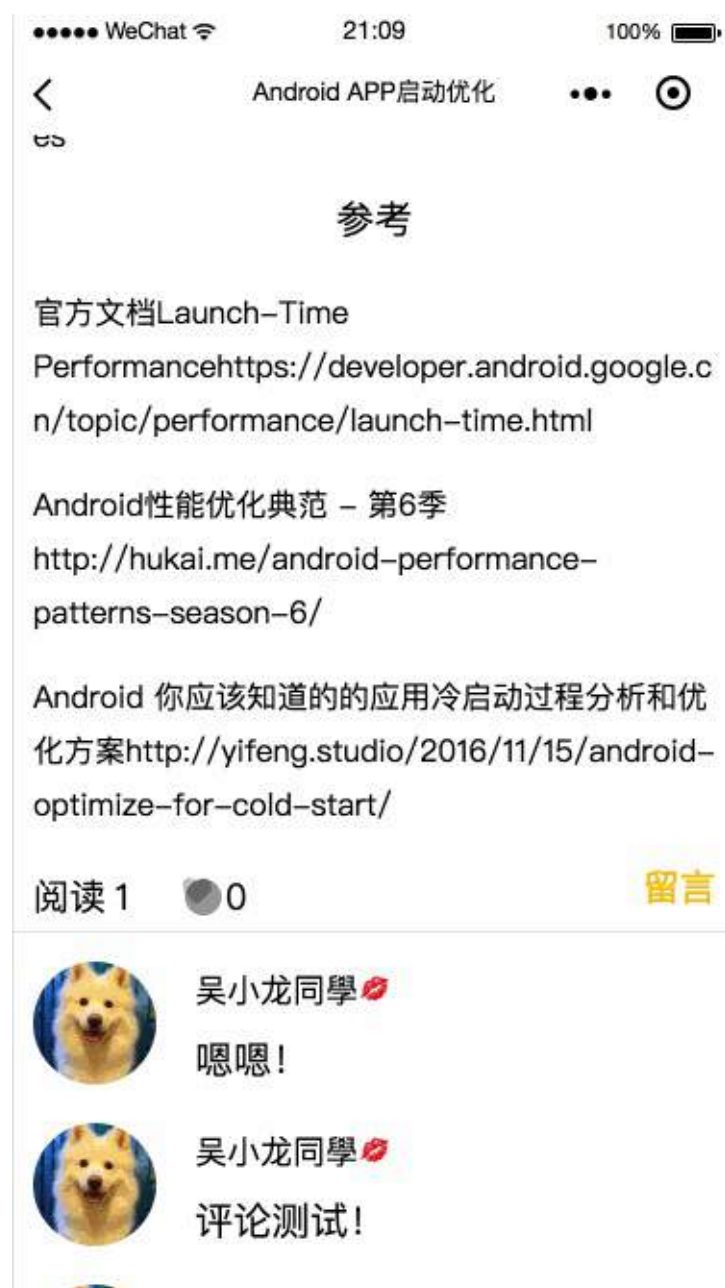 WeChat 21:09 100%
Android APP启动优化
es
参考
官方文档Launch-Time
Performancehttps://developer.android.google.c
n/topic/performance/launch-time.html
Android性能优化典范 - 第6季
http://hukai.me/android-performance-
patterns-season-6/
Android 你应该知道的的应用冷启动过程分析和优
化方案http://yifeng.studio/2016/11/15/android-
optimize-for-cold-start/
阅读 1 0 留言
吴小龙同學💋
嗯嗯！
吴小龙同學💋
评论测试！